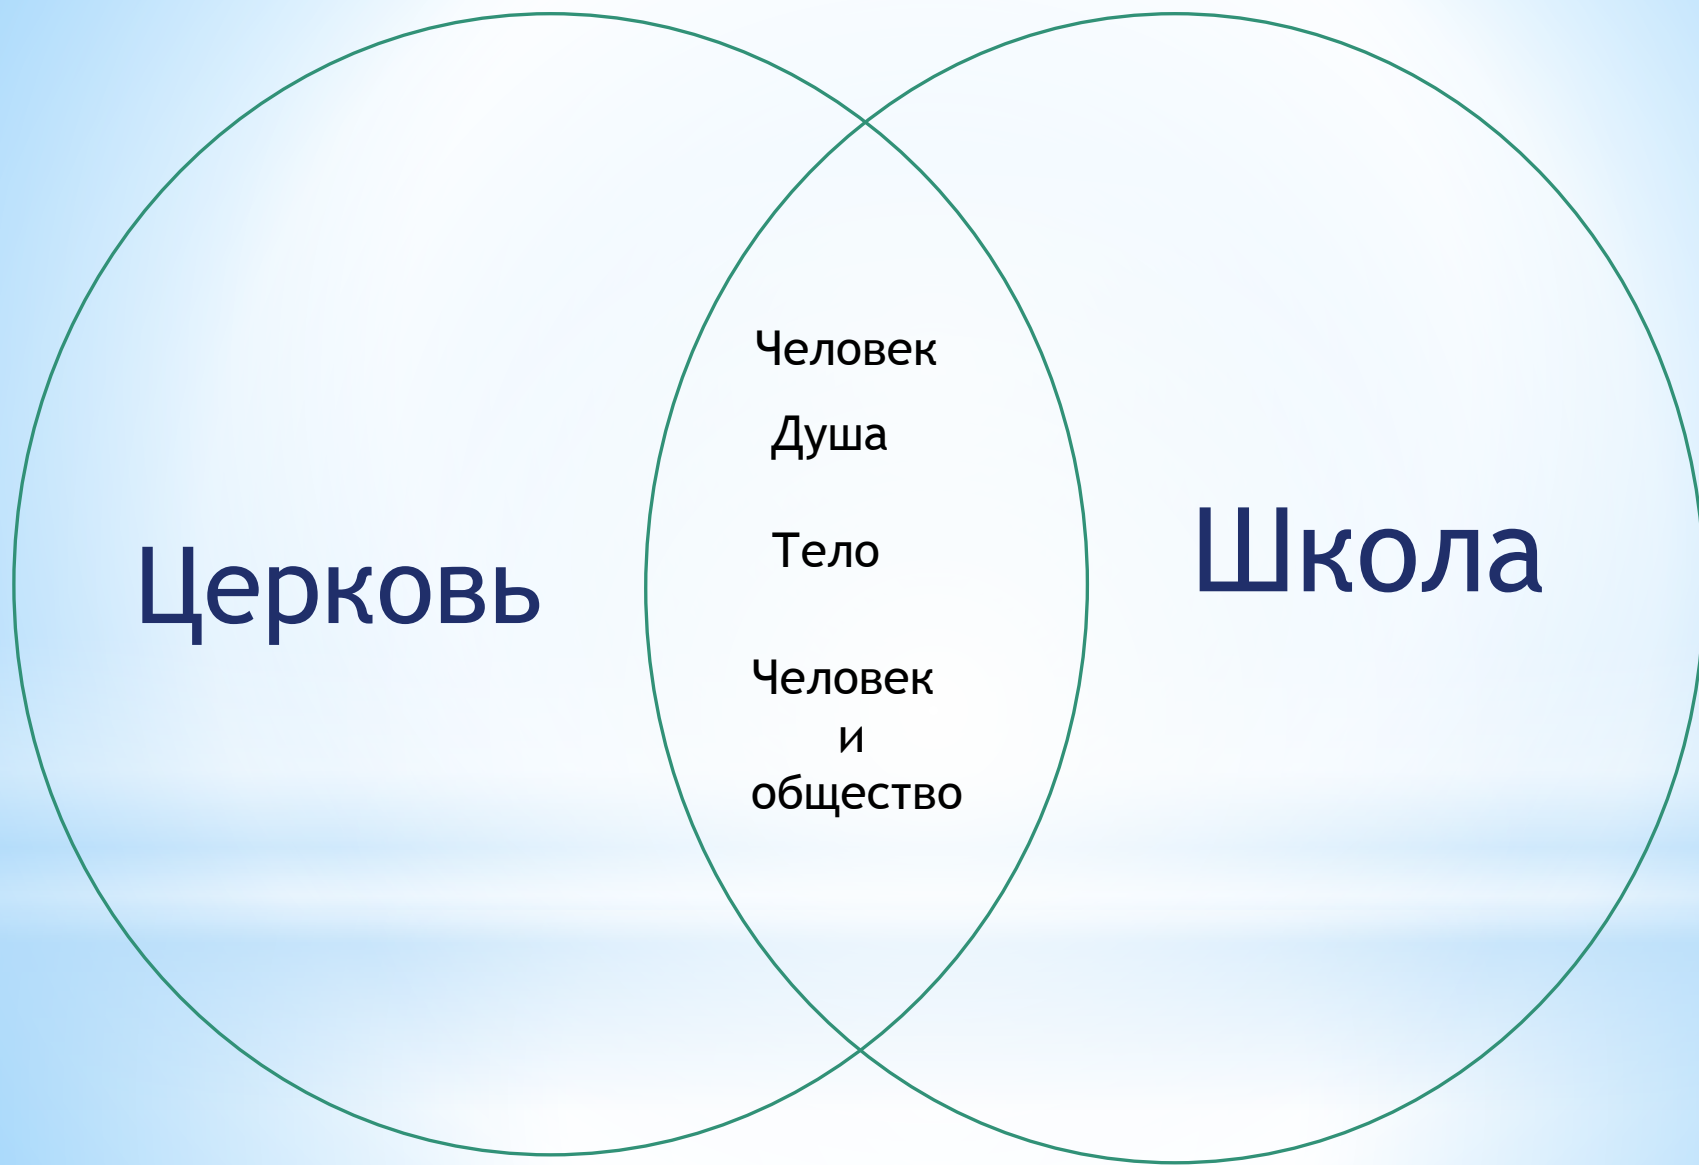 Церковь
Человек
Душа
Тело
Человек
и
общество
Школа